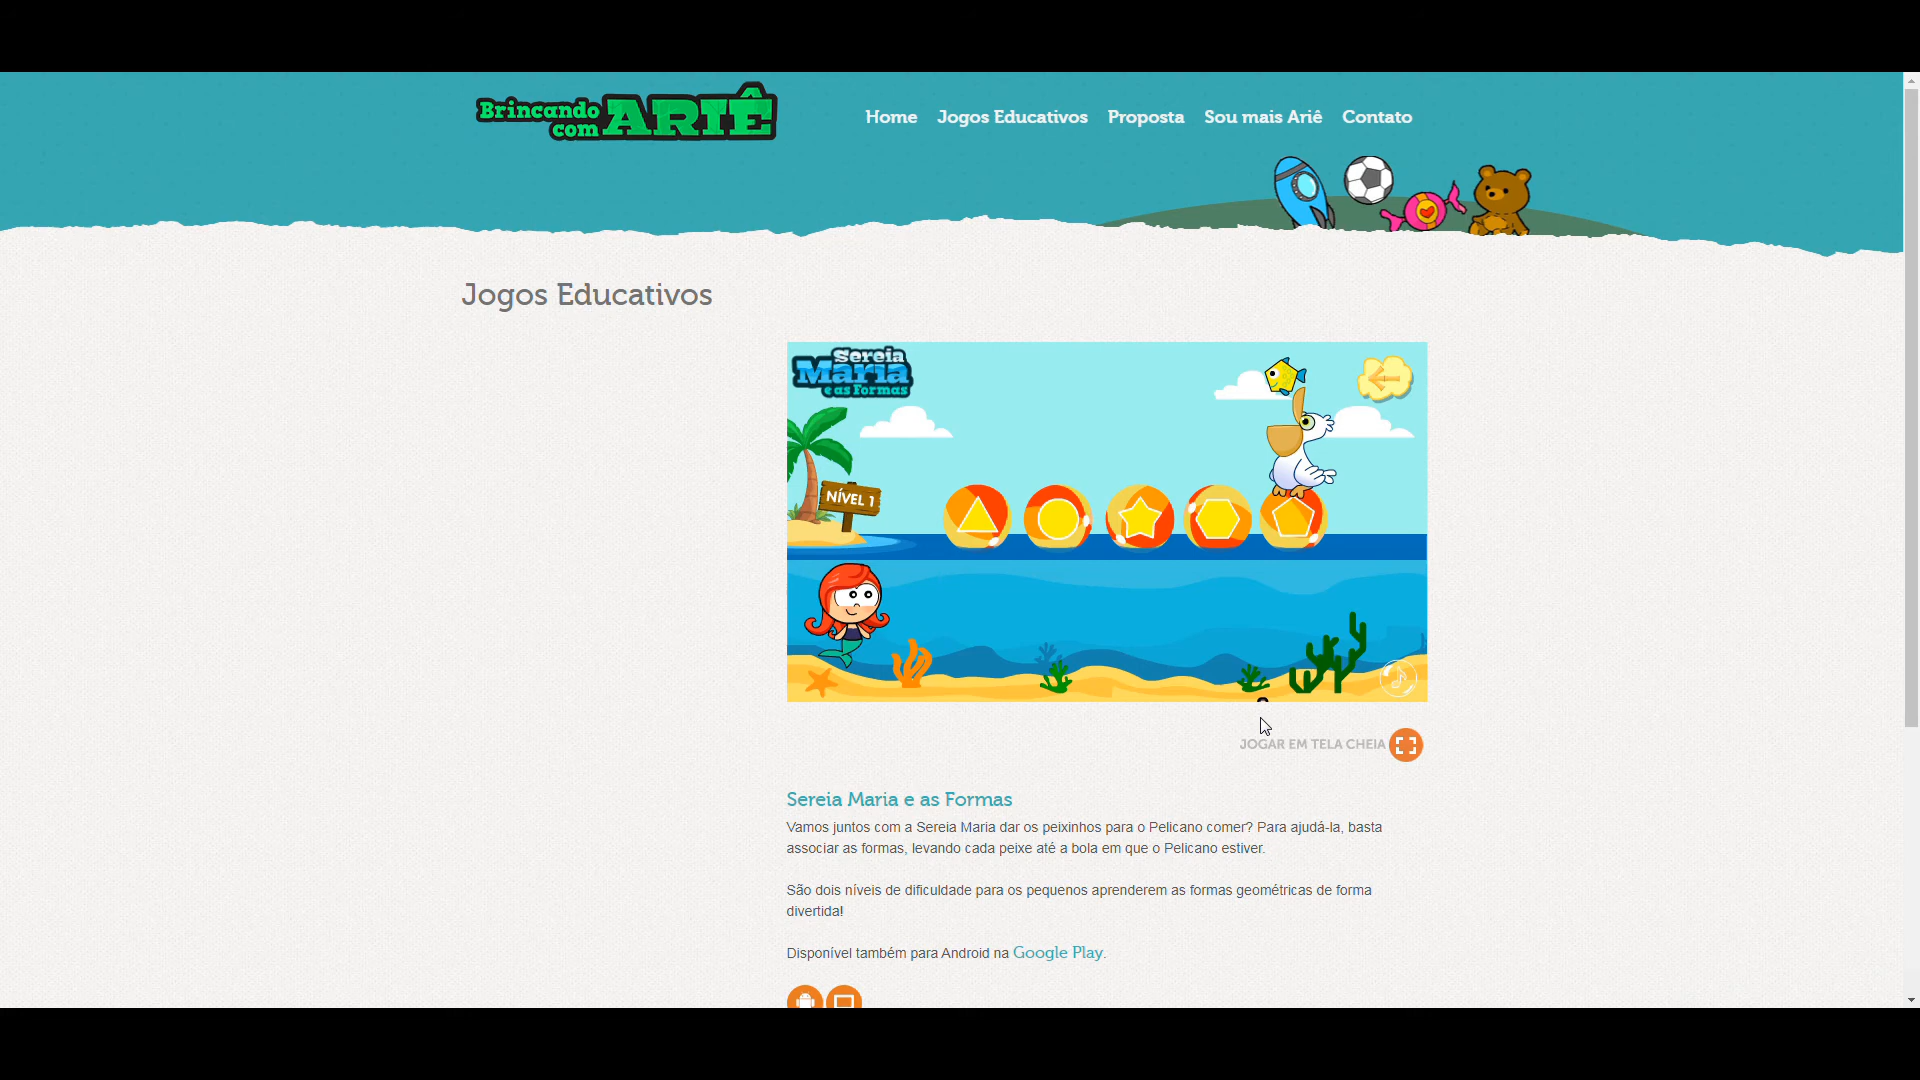 Brincando
com ARIÊ
Home Jogos Educativos Proposta Sou mais Ariê Contato
Jogos Educativos
Sereia
Maria
e as Formas
NÍVEL 1
JOGAR EM TELA CHEIA
Sereia Maria e as Formas
Vamos juntos com a Sereia Maria dar os peixinhos para o Pelicano comer? Para ajudá-la, basta
associar as formas, levando cada peixe até a bola em que o Pelicano estiver.
São dois níveis de dificuldade para os pequenos aprenderem as formas geométricas de forma
divertida!
Disponível também para Android na Google Play.